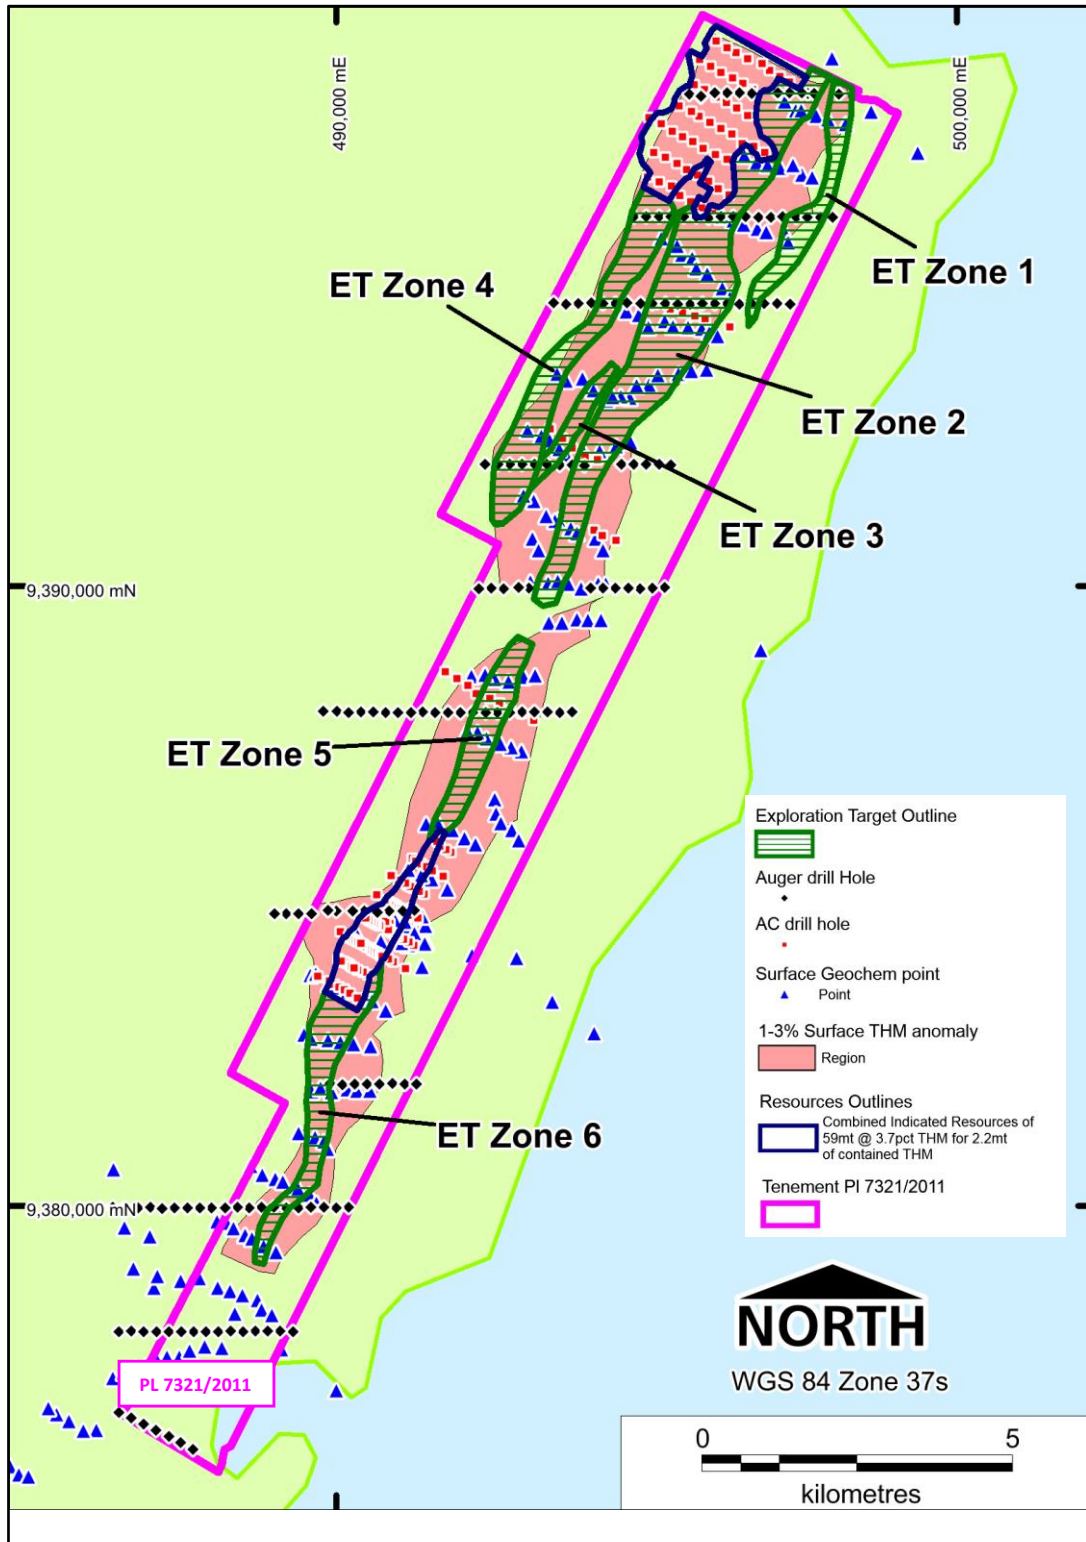 490,000 mE
500,000 mE
ET Zone 1
ET Zone 4
ET Zone 2
ET Zone 3
9,390,000 mN
ET Zone 5
Exploration Target Outline
Auger drill Hole
AC drill hole
Surface Geochem point
Point
1-3% Surface THM anomaly
Region
Resources Outlines
Combined Indicated Resources of
59mt @ 3.7pct THM for 2.2mt
of contained THM
Tenement Pl 7321/2011
ET Zone 6
9,380,000 mN
NORTH
WGS 84 Zone 37s
PL 7321/2011
0 5
kilometres